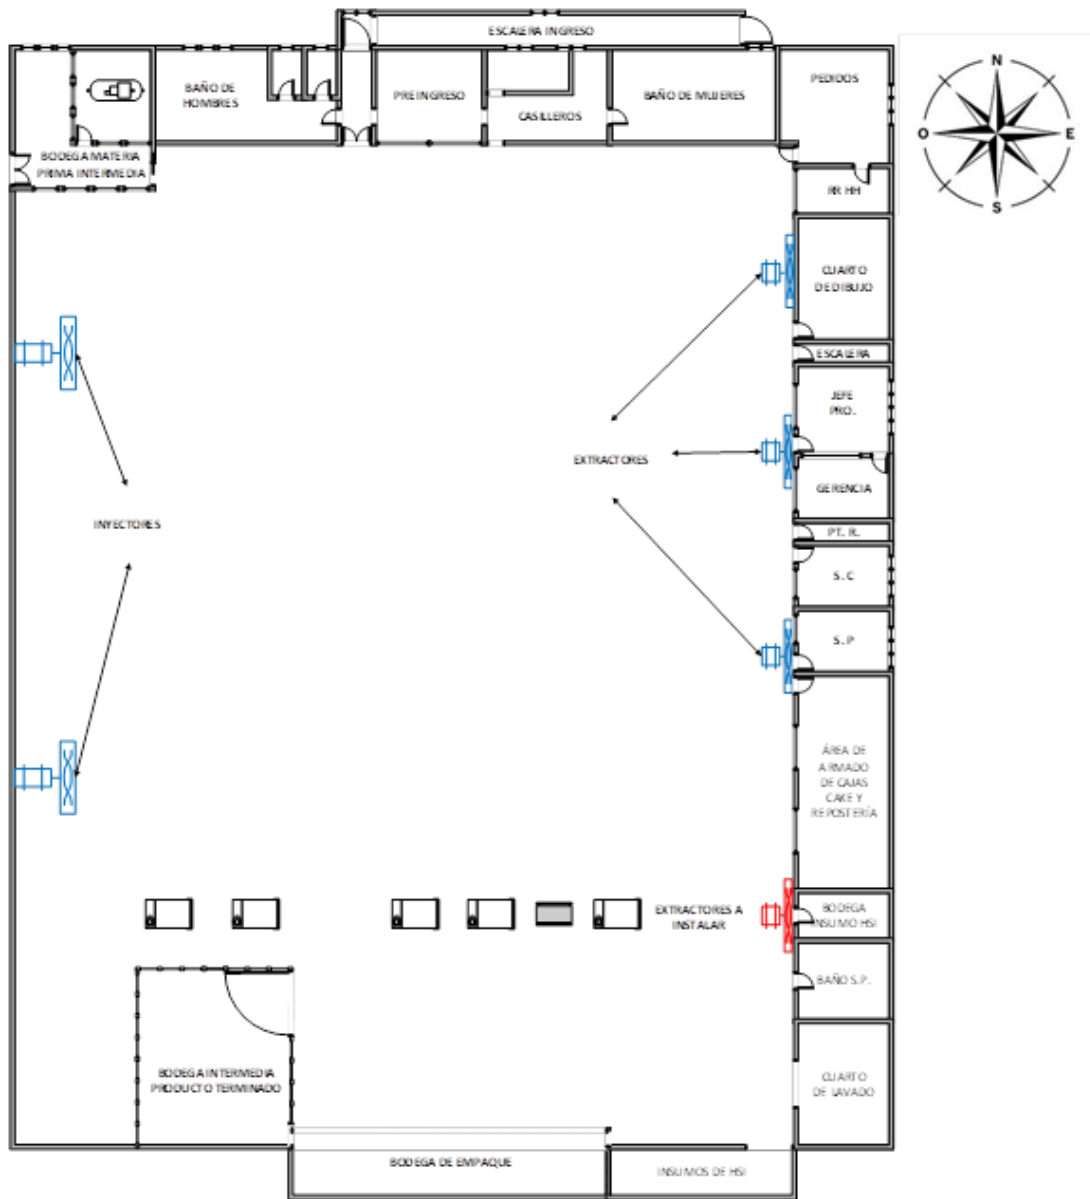 ESCALERA INGRESO
BAÑO DE
HOMBRES
PREINGRESO
CASILLEROS
BAÑO DE MUJERES
PEDIDOS
N
O
E
S
BODEGA MATERIA
PRIMA INTERMEDIA
RR HH
CUARTO
DE DIBUJO
ESCALERA
JEFE
PRO.
EXTRACTORES
GERENCIA
INYECTORES
PT. R.
S. C
S. P
ÁREA DE
ARMADO
DE CAJAS
CAKE Y
REPOSTERÍA
EXTRACTORES A
INSTALAR
BODEGA
INSUMO HSI
BAÑO S.P.
BODEGA INTERMEDIA
PRODUCTO TERMINADO
CUARTO
DE LAVADO
BODEGA DE EMPAQUE
INSUMOS DE HSI